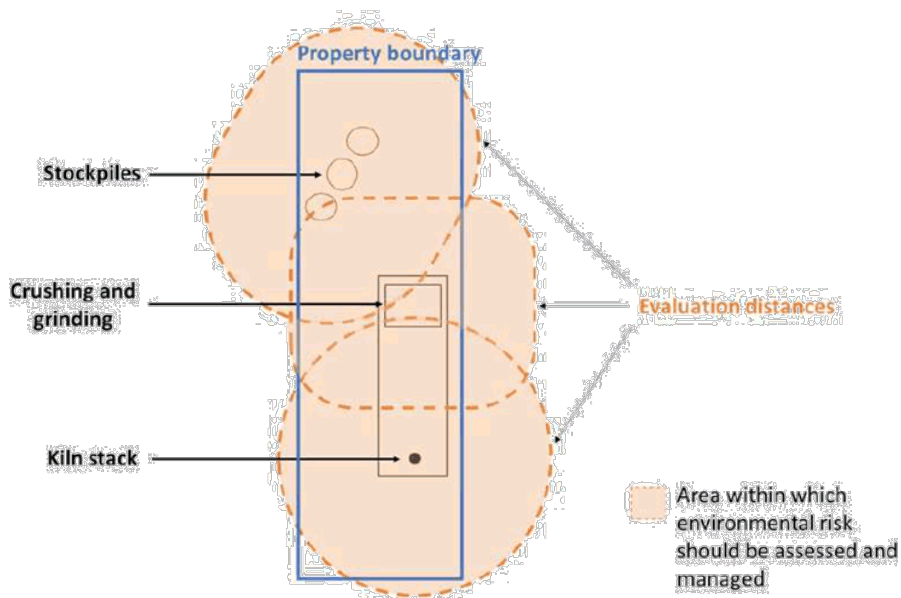 Property boundary
Stockpiles
Crushing and
grinding
Evaluation distances
Kiln stack
Area within which
environmental risk
should be assessed and
managed